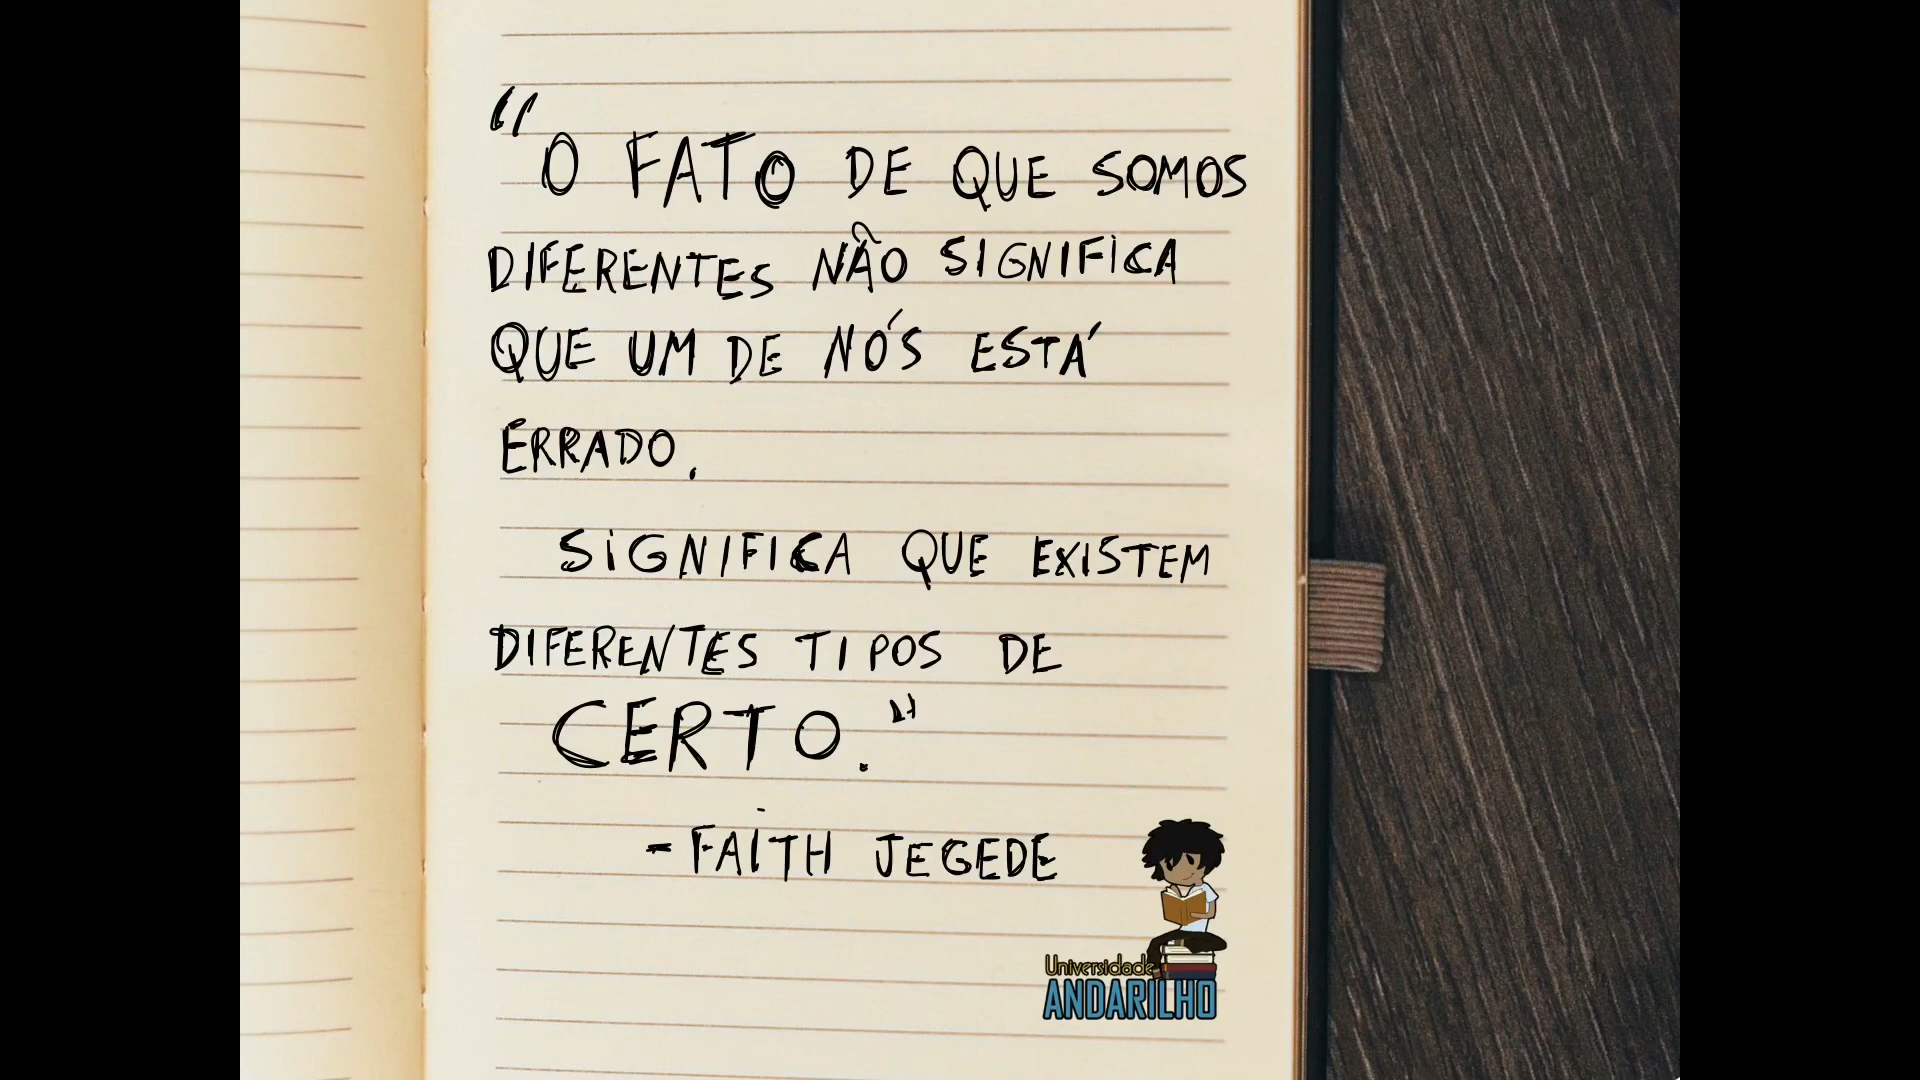 "O FATO DE QUE SOMOS
DIFERENTES NÃO SIGNIFICA
QUE UM DE NÓS ESTÁ
ERRADO.
SIGNIFICA QUE EXISTEM
DIFERENTES TIPOS DE
CERTO."
- FAITH JEGEDE
Universidade
ANDARILHO